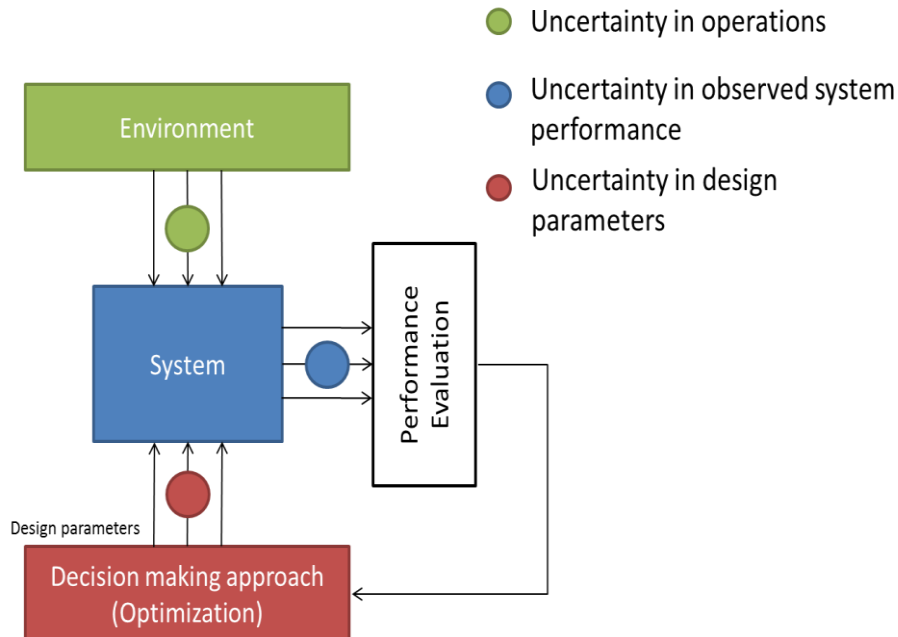 Uncertainty in operations
Uncertainty in observed system
performance
Uncertainty in design
parameters
Environment
System
Performance
Evaluation
Design parameters
Decision making approach
(Optimization)